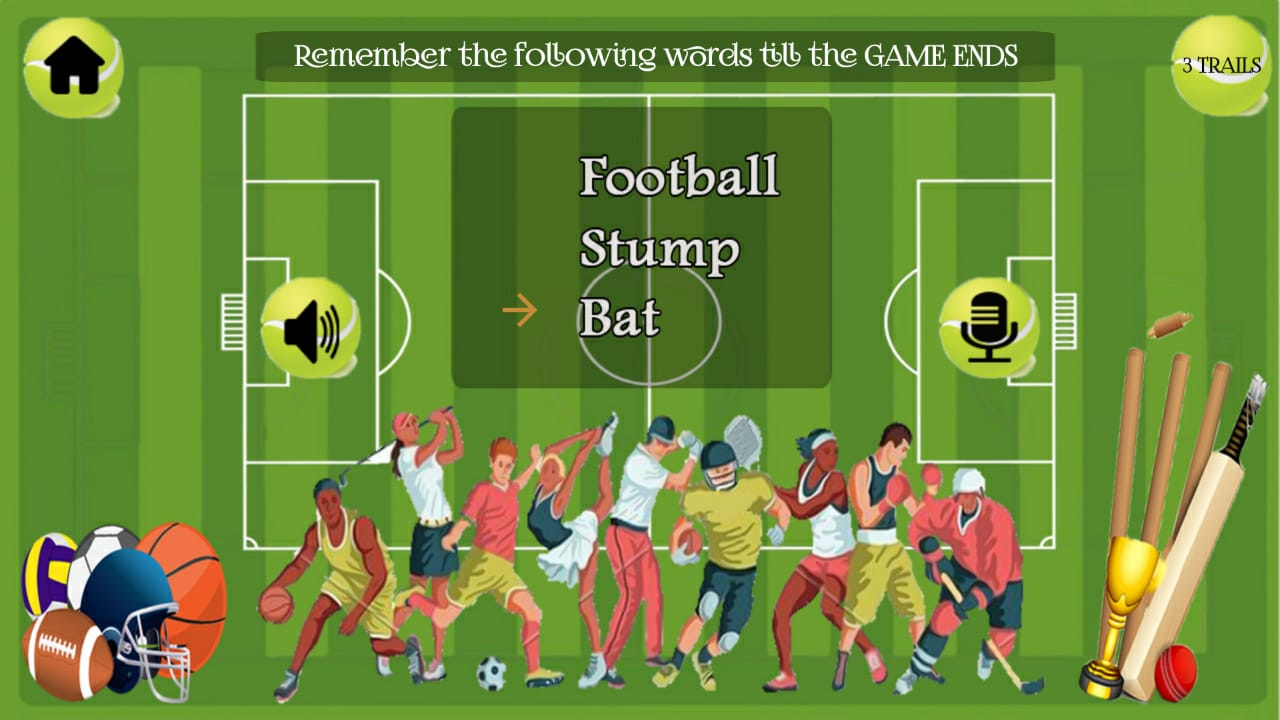 Remember the following words till the GAME ENDS
3 TRAILS
Football
Stump
Bat